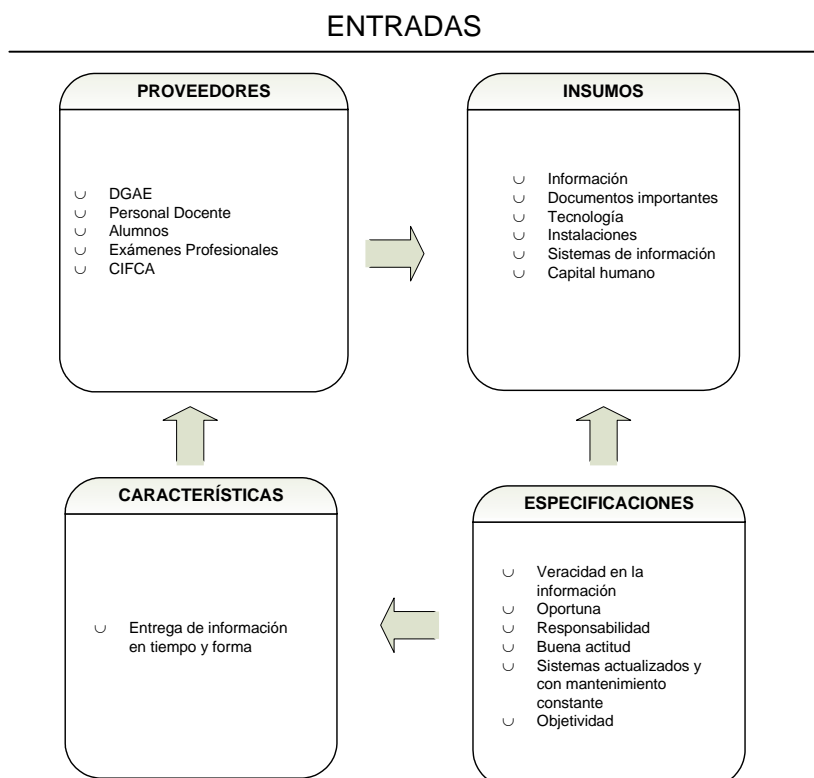 ENTRADAS
PROVEEDORES
DGAE
Personal Docente
Alumnos
Exámenes Profesionales
CIFCA
INSUMOS
Información
Documentos importantes
Tecnología
Instalaciones
Sistemas de información
Capital humano
CARACTERÍSTÍCAS
Entrega de información
en tiempo y forma
ESPECIFICACIONES
Veracidad en la
información
Oportuna
Responsabilidad
Buena actitud
Sistemas actualizados y
con mantenimiento
constante
Objetividad